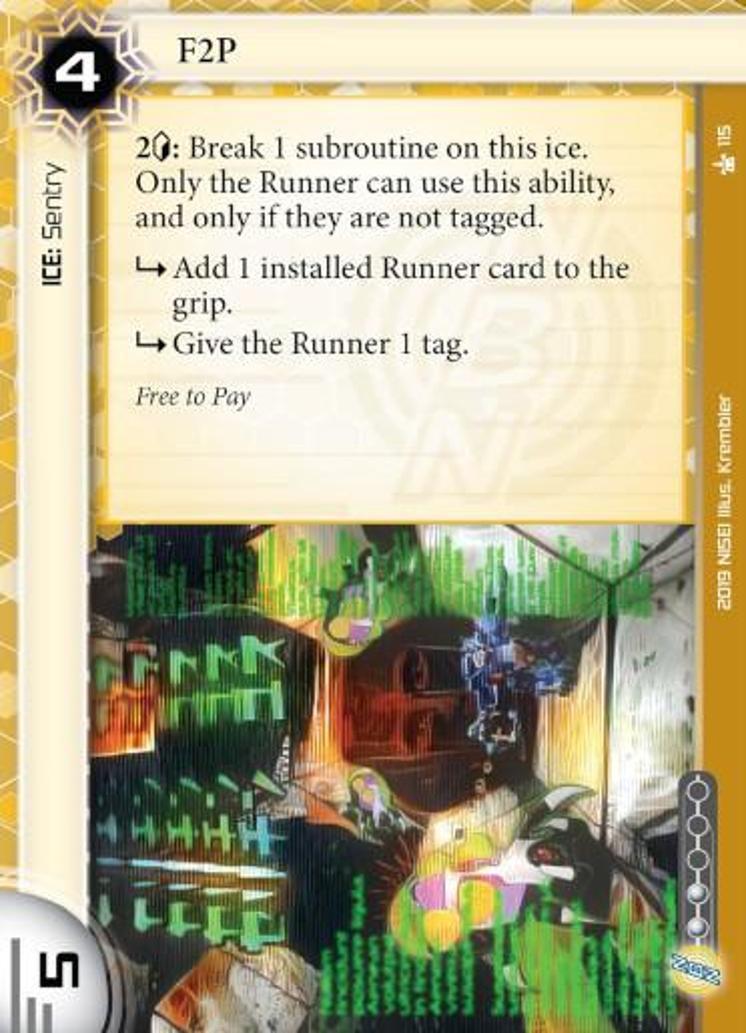 4
F2P
ICE: Sentry
2: Break 1 subroutine on this ice.
Only the Runner can use this ability,
and only if they are not tagged.
↳ Add 1 installed Runner card to the
grip.
↳ Give the Runner 1 tag.
Free to Pay
115
2019 NISEI Illus. Krembler
5